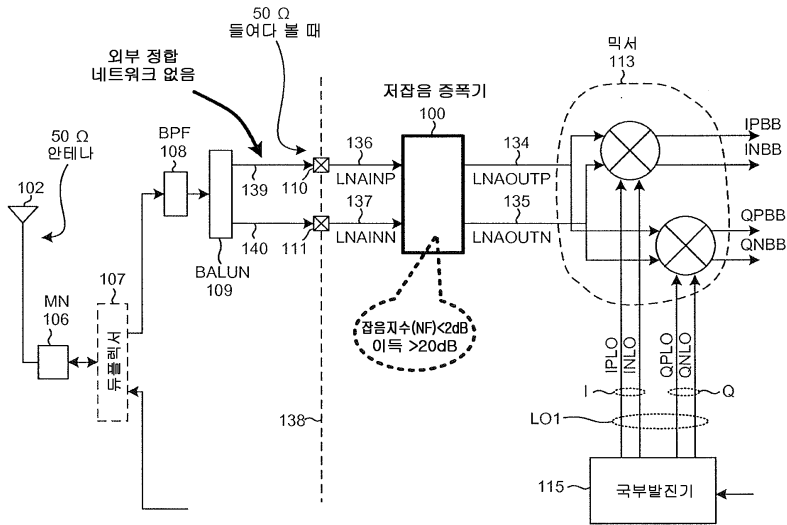 50 Ω
들여다 볼 때
외부 정합
네트워크 없음
50 Ω
안테나
102
BPF
108
139
140
BALUN
109
110
111
136
LNAINP
137
LNAINN
저잡음 증폭기
100
134
LNAOUTP
135
LNAOUTN
믹서
113
IPBB
INBB
QPBB
QNBB
MN
106
107
듀플렉서
잡음지수(NF)<2dB
이득 >20dB
138
IPLO
INLO
QPLO
QNLO
I
Q
LO1
115
국부발진기